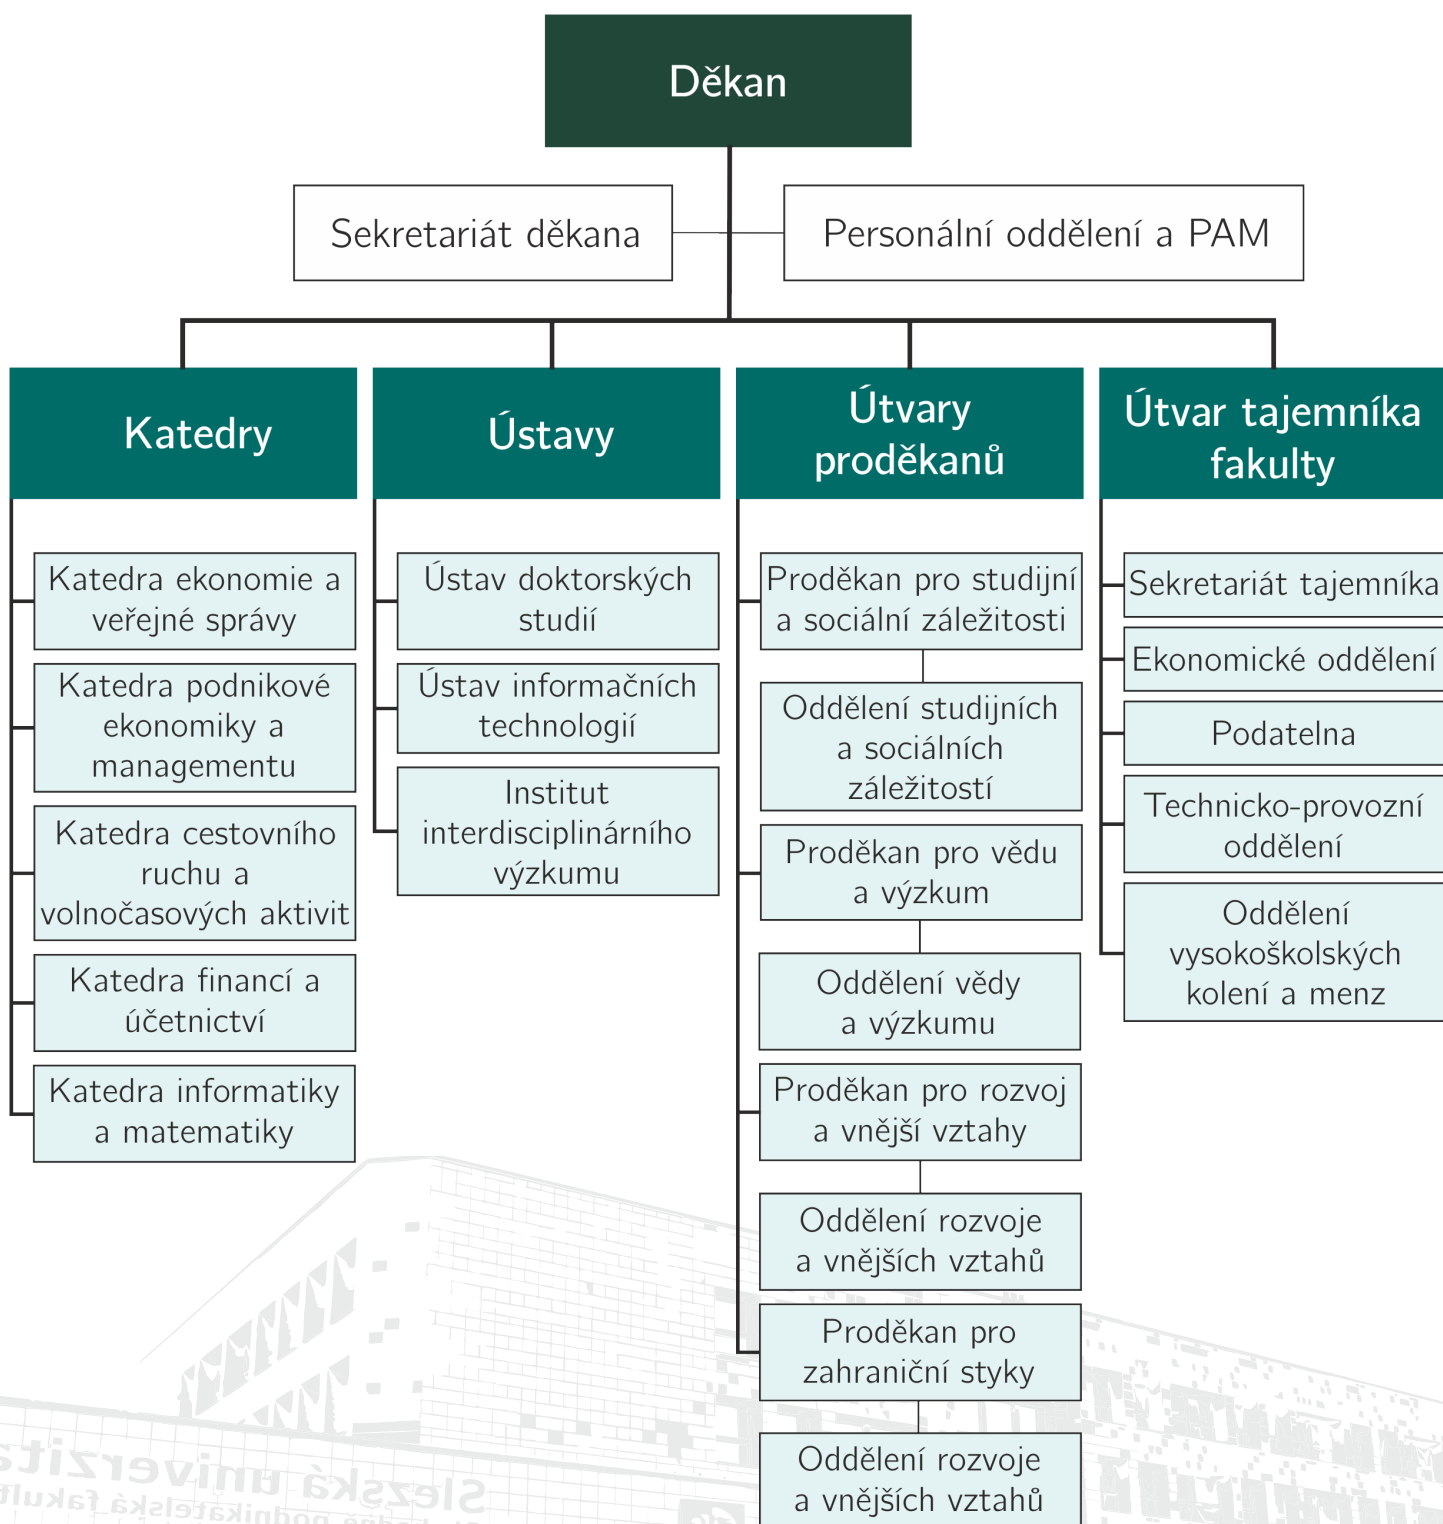 Děkan
Sekretariát děkana
Personální oddělení a PAM
Katedry
Katedra ekonomie a
veřejné správy
Katedra podnikové
ekonomiky a
managementu
Katedra cestovního
ruchu a
volnočasových aktivit
Katedra financí a
účetnictví
Katedra informatiky
a matematiky
Ústavy
Ústav doktorských
studií
Ústav informačních
technologií
Institut
interdisciplinárního
výzkumu
Útvary
proděkanů
Proděkan pro studijní
a sociální záležitosti
Oddělení studijních
a sociálních
záležitostí
Proděkan pro vědu
a výzkum
Oddělení vědy
a výzkumu
Proděkan pro rozvoj
a vnější vztahy
Oddělení rozvoje
a vnějších vztahů
Proděkan pro
zahraniční styky
Oddělení rozvoje
a vnějších vztahů
Útvar tajemníka
fakulty
Sekretariát tajemníka
Ekonomické oddělení
Podatelna
Technicko-provozní
oddělení
Oddělení
vysokoškolských
kolení a menz
Slezská univerzita
podnikatelská